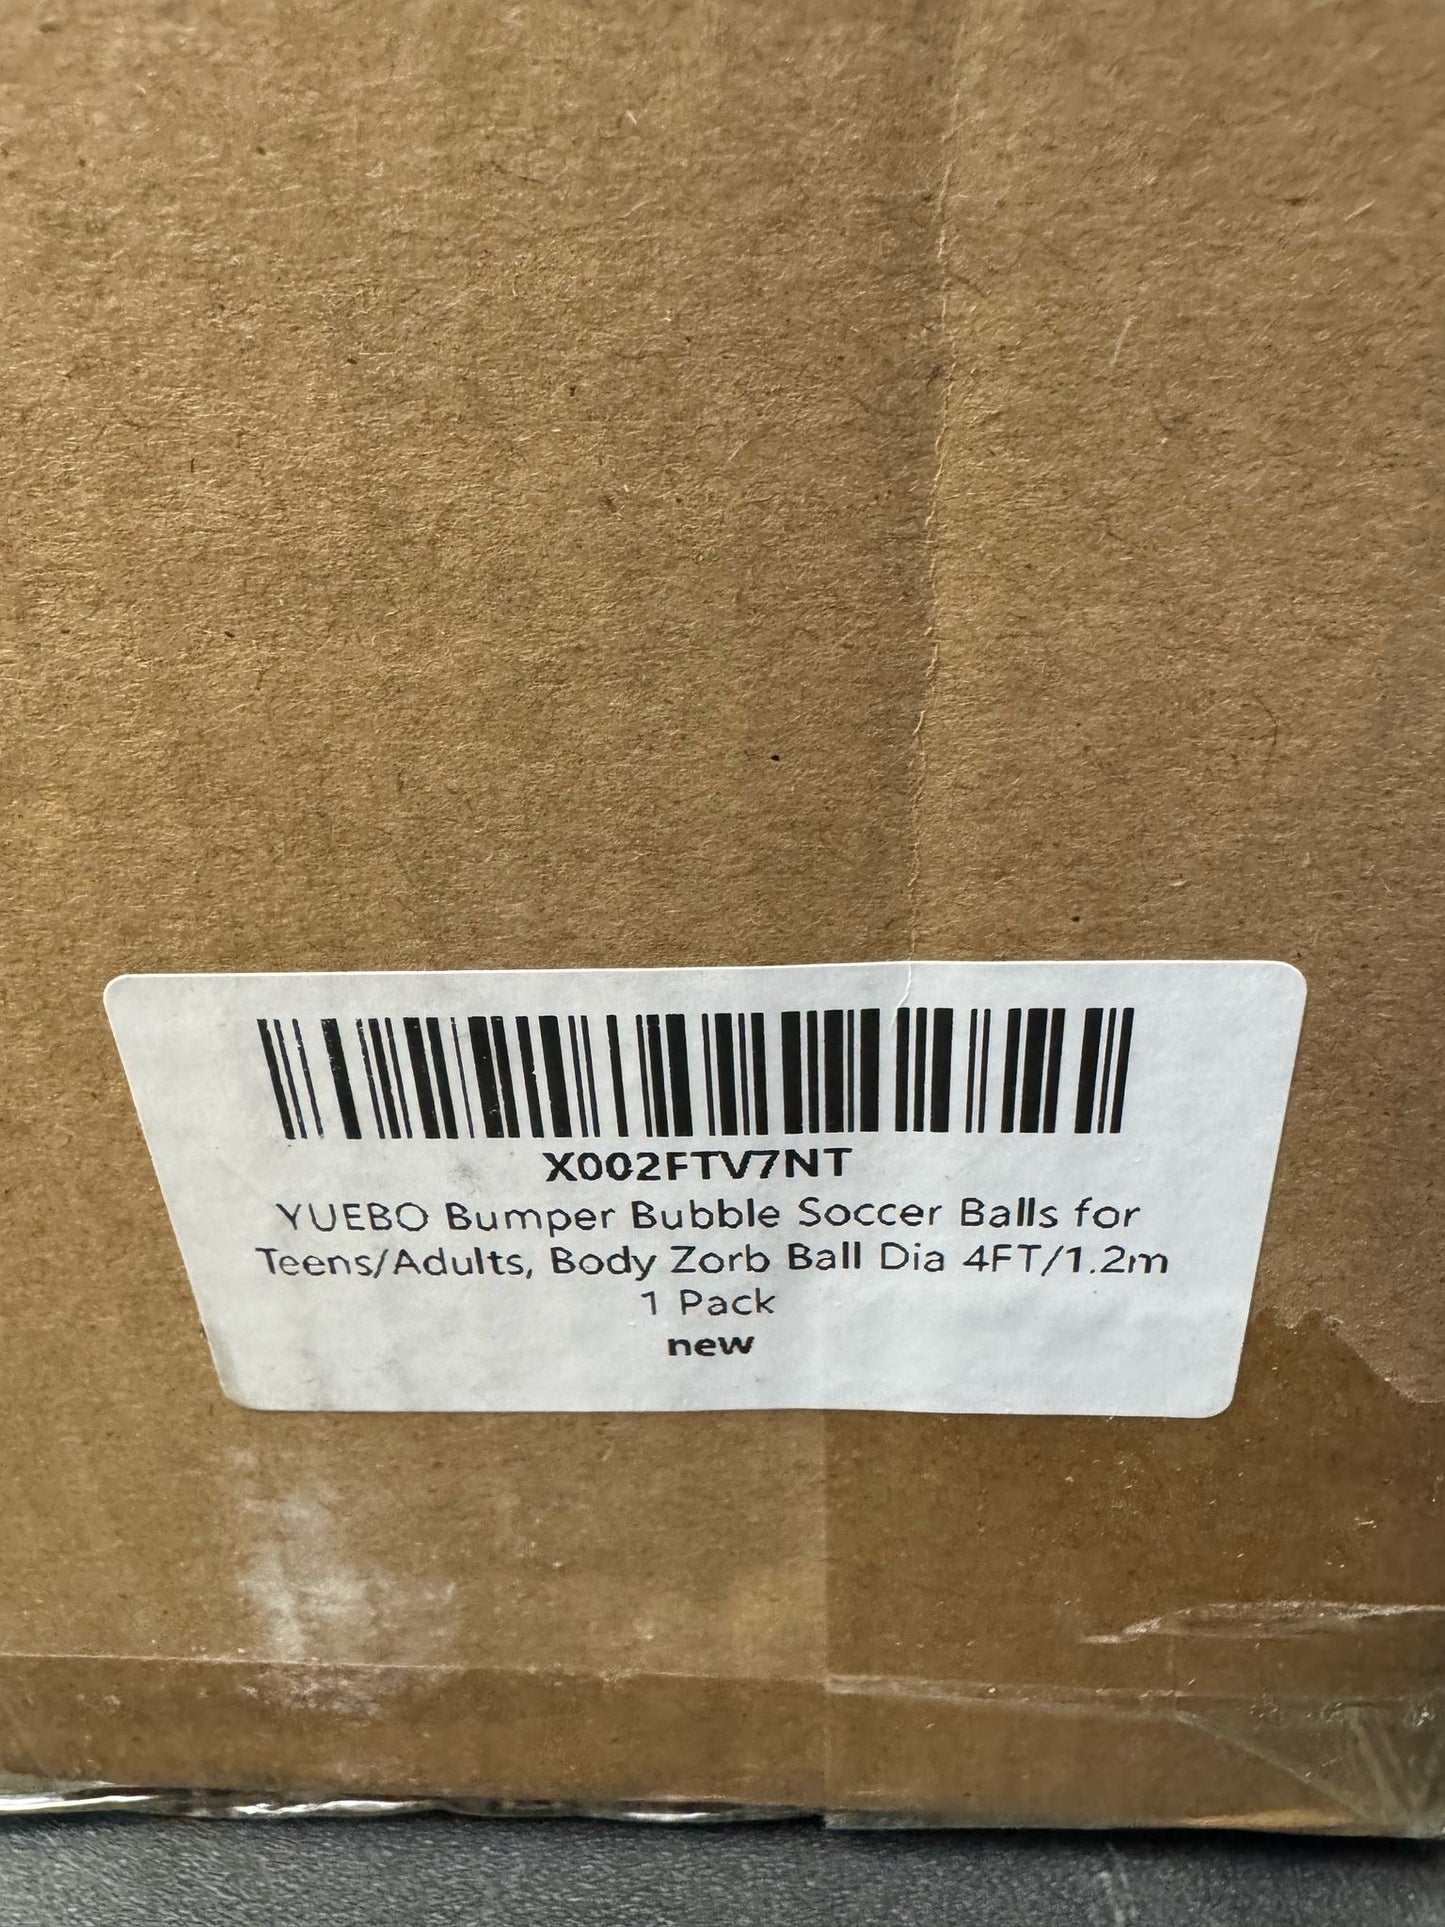 X002FTV7NT
YUEBO Bumper Bubble Soccer Balls for
Teens/Adults, Body Zorb Ball Dia 4FT/1.2m
1 Pack
new